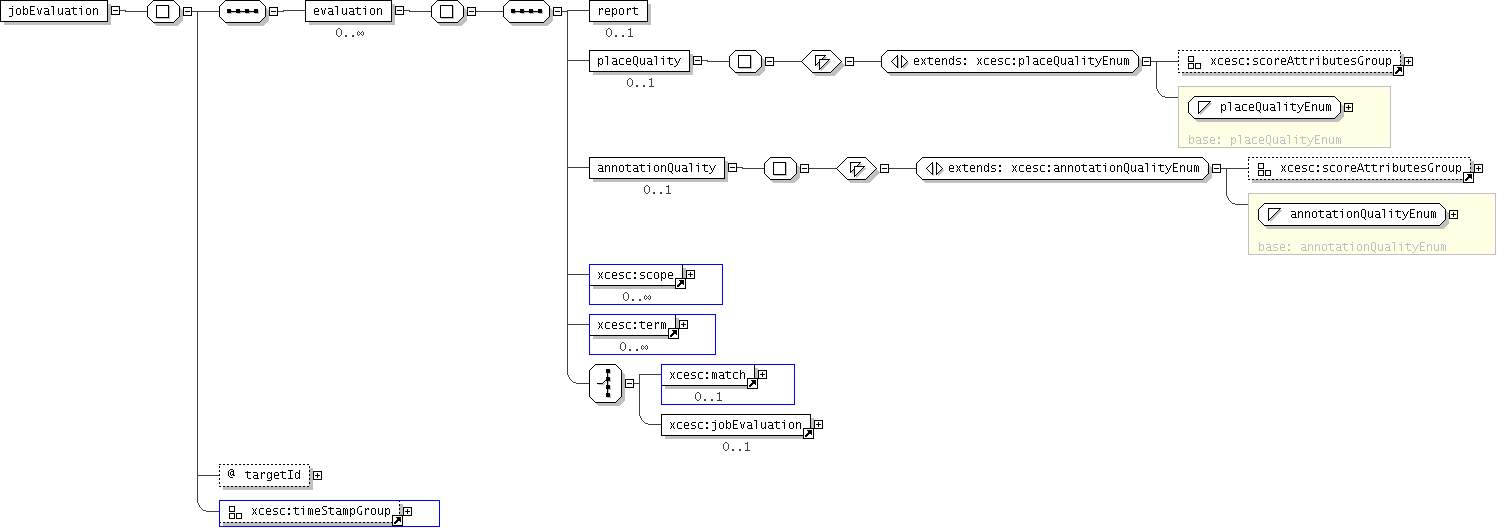 jobEvaluation
evaluation
0..∞
report
0..1
placeQuality
0..1
extends: xcesc:placeQualityEnum
xcesc:scoreAttributesGroup
placeQualityEnum
base: placeQualityEnum
annotationQuality
0..1
extends: xcesc:annotationQualityEnum
xcesc:scoreAttributesGroup
annotationQualityEnum
base: annotationQualityEnum
xcesc:scope
0..∞
xcesc:term
0..∞
xcesc:match
0..1
xcesc:jobEvaluation
0..1
@ targetId
xcesc:timeStampGroup